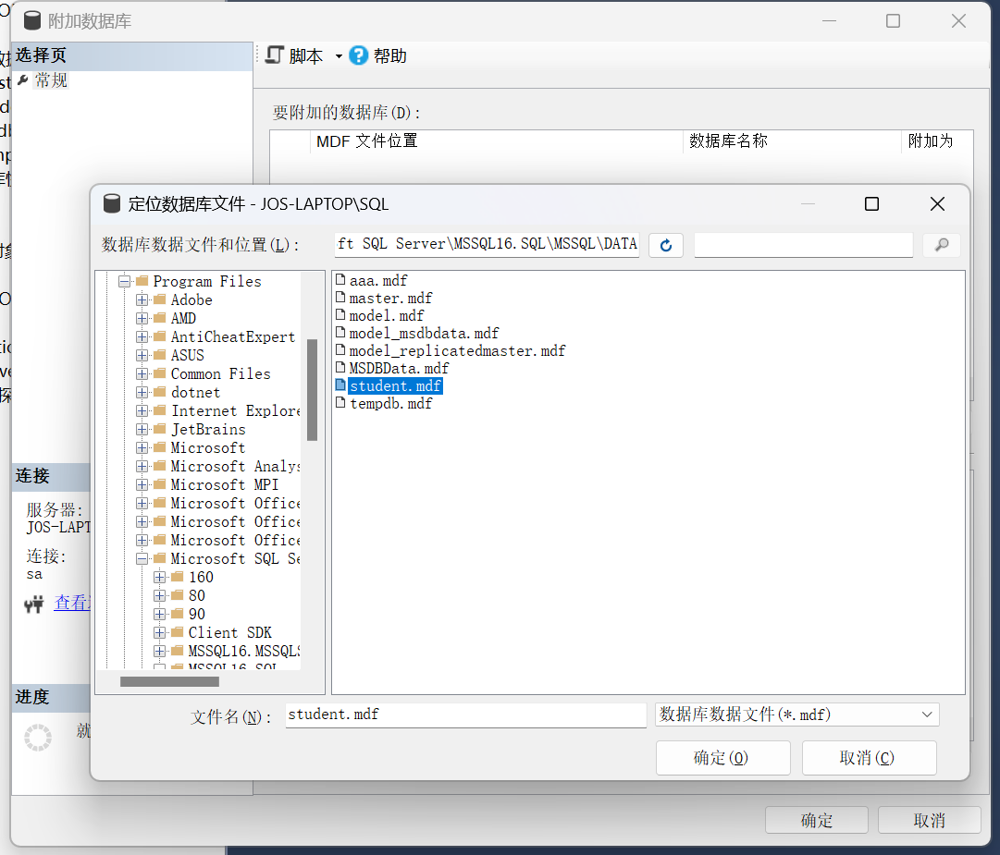 附加数据库
选择页
常规
脚本
帮助
要附加的数据库(D):
MDF 文件位置 数据库名称 附加为
定位数据库文件 - JOS-LAPTOP\SQL
数据库数据文件和位置(L): ft SQL Server\MSSQL16.SQL\MSSQL\DATA
Program Files
Adobe
AMD
AntiCheatExpert
ASUS
Common Files
dotnet
Internet Explore
JetBrains
Microsoft
Microsoft Analys
Microsoft MPI
Microsoft Office
Microsoft Office
Microsoft Office
Microsoft SQL Se
160
80
90
Client SDK
MSSQL16.MSSQLS
MSSQL16.SQL
aaa.mdf
master.mdf
model.mdf
model_msdbdata.mdf
model_replicatedmaster.mdf
MSDBData.mdf
student.mdf
tempdb.mdf
文件名(N): student.mdf
数据库数据文件(*.mdf)
确定(O) 取消(C)
连接
服务器:
JOS-LAPT
连接:
sa
查看
进度
就
确定 取消